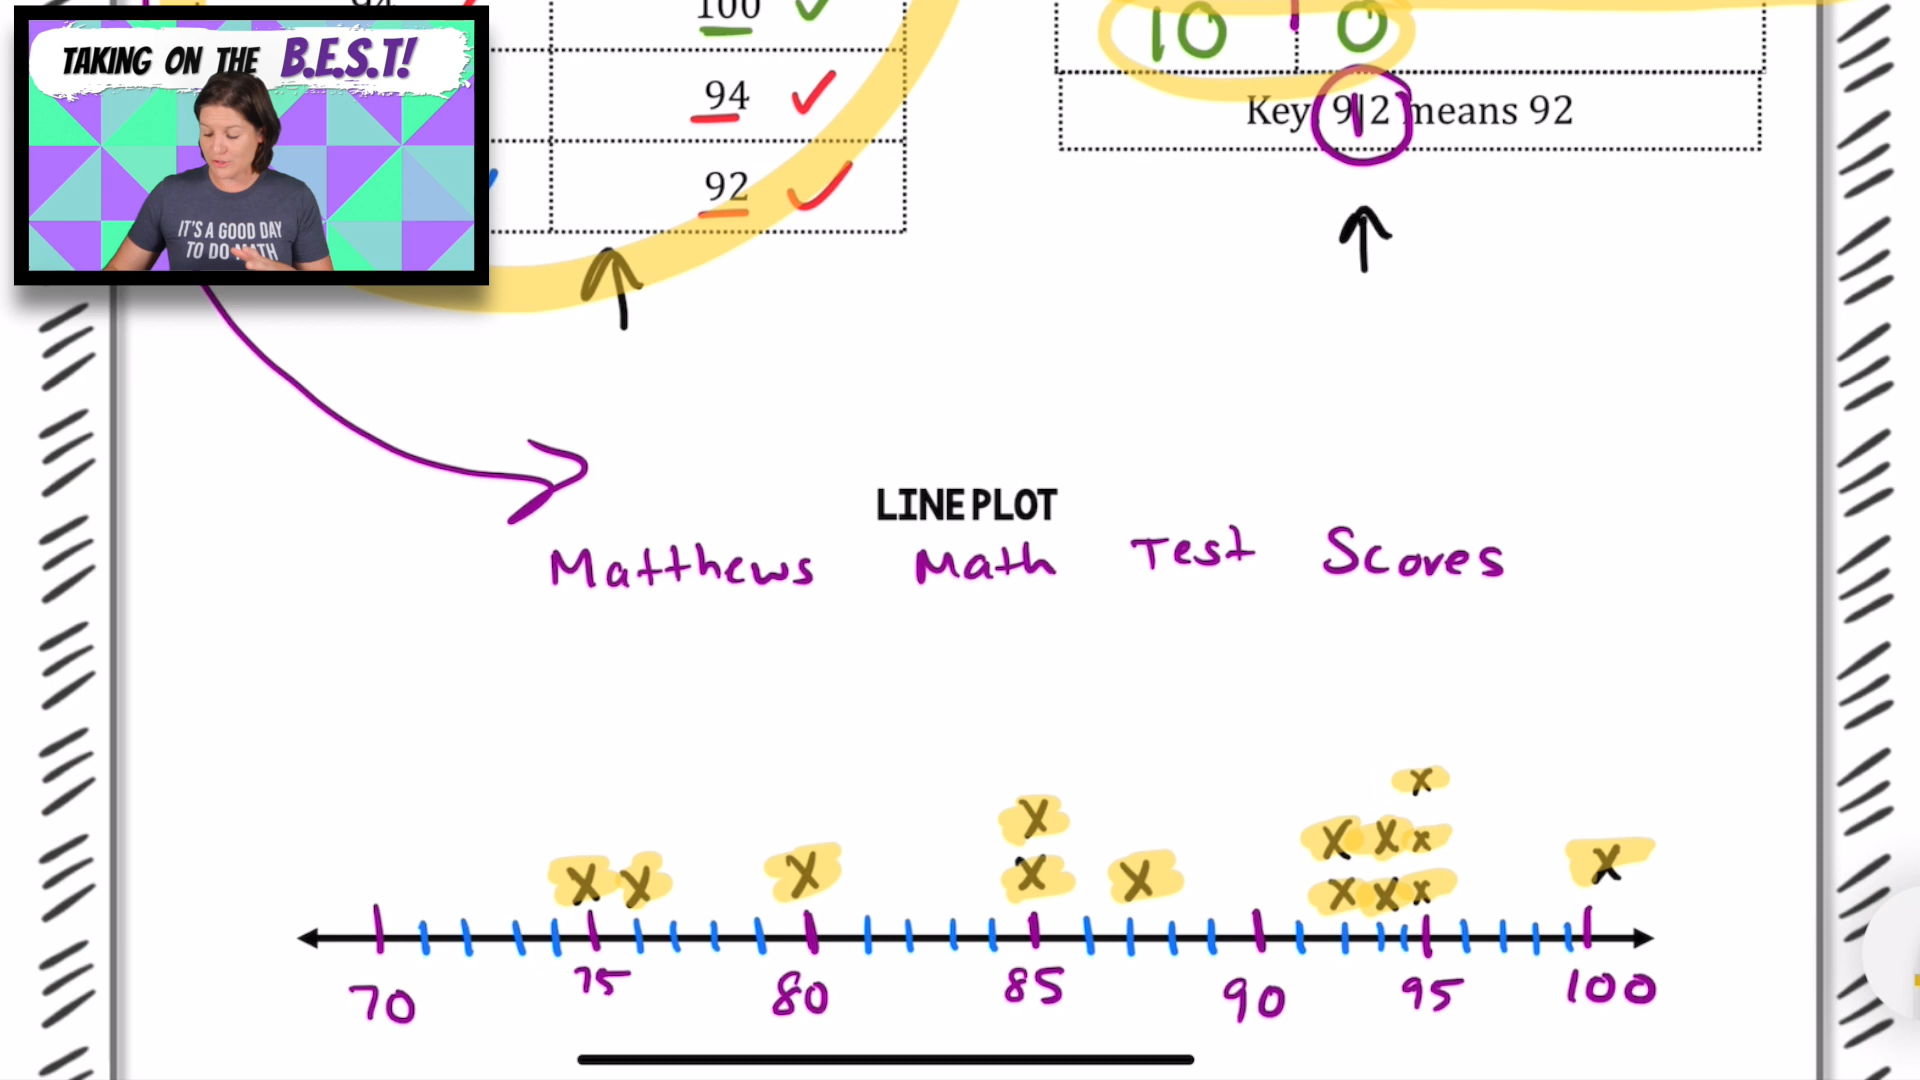 TAKING ON THE B.E.S.T!
IT'S A GOOD DAY
TO DO MATH
100
94
92
10 | 0
Key 9|2 means 92
LINE PLOT
Matthews Math Test Scores
X
X X X X
X X X X X X X X X
70 75 80 85 90 95 100